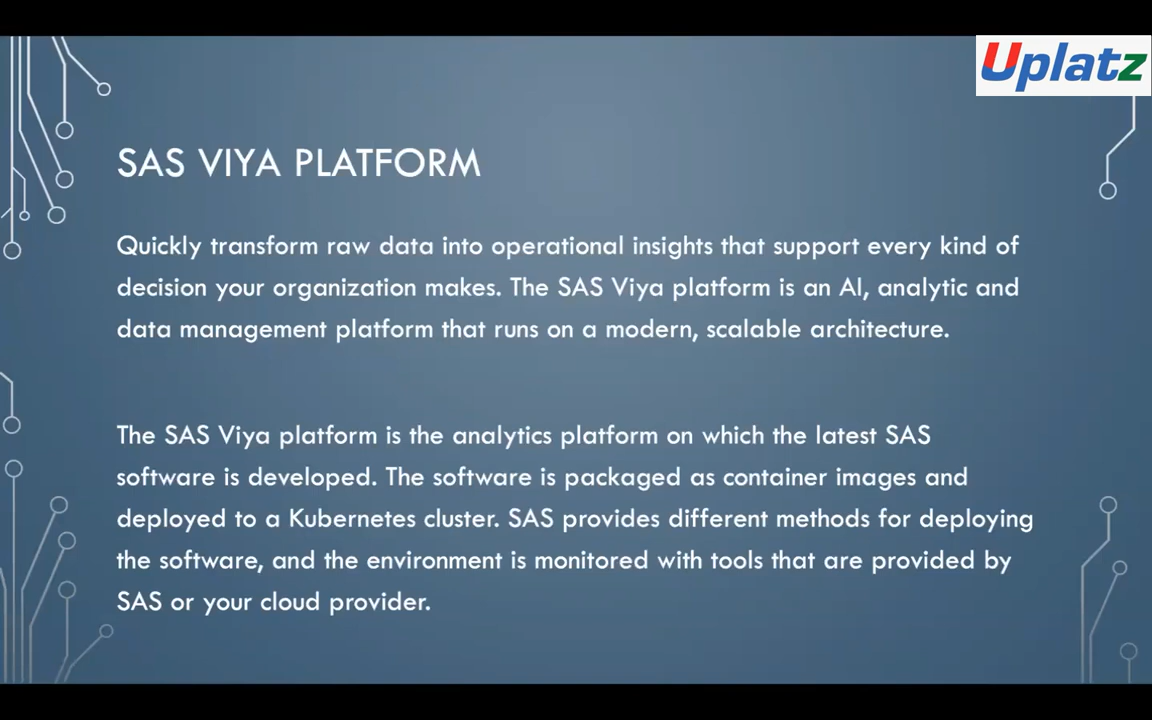 Uplatz
SAS VIYA PLATFORM
Quickly transform raw data into operational insights that support every kind of
decision your organization makes. The SAS Viya platform is an AI, analytic and
data management platform that runs on a modern, scalable architecture.
The SAS Viya platform is the analytics platform on which the latest SAS
software is developed. The software is packaged as container images and
deployed to a Kubernetes cluster. SAS provides different methods for deploying
the software, and the environment is monitored with tools that are provided by
SAS or your cloud provider.